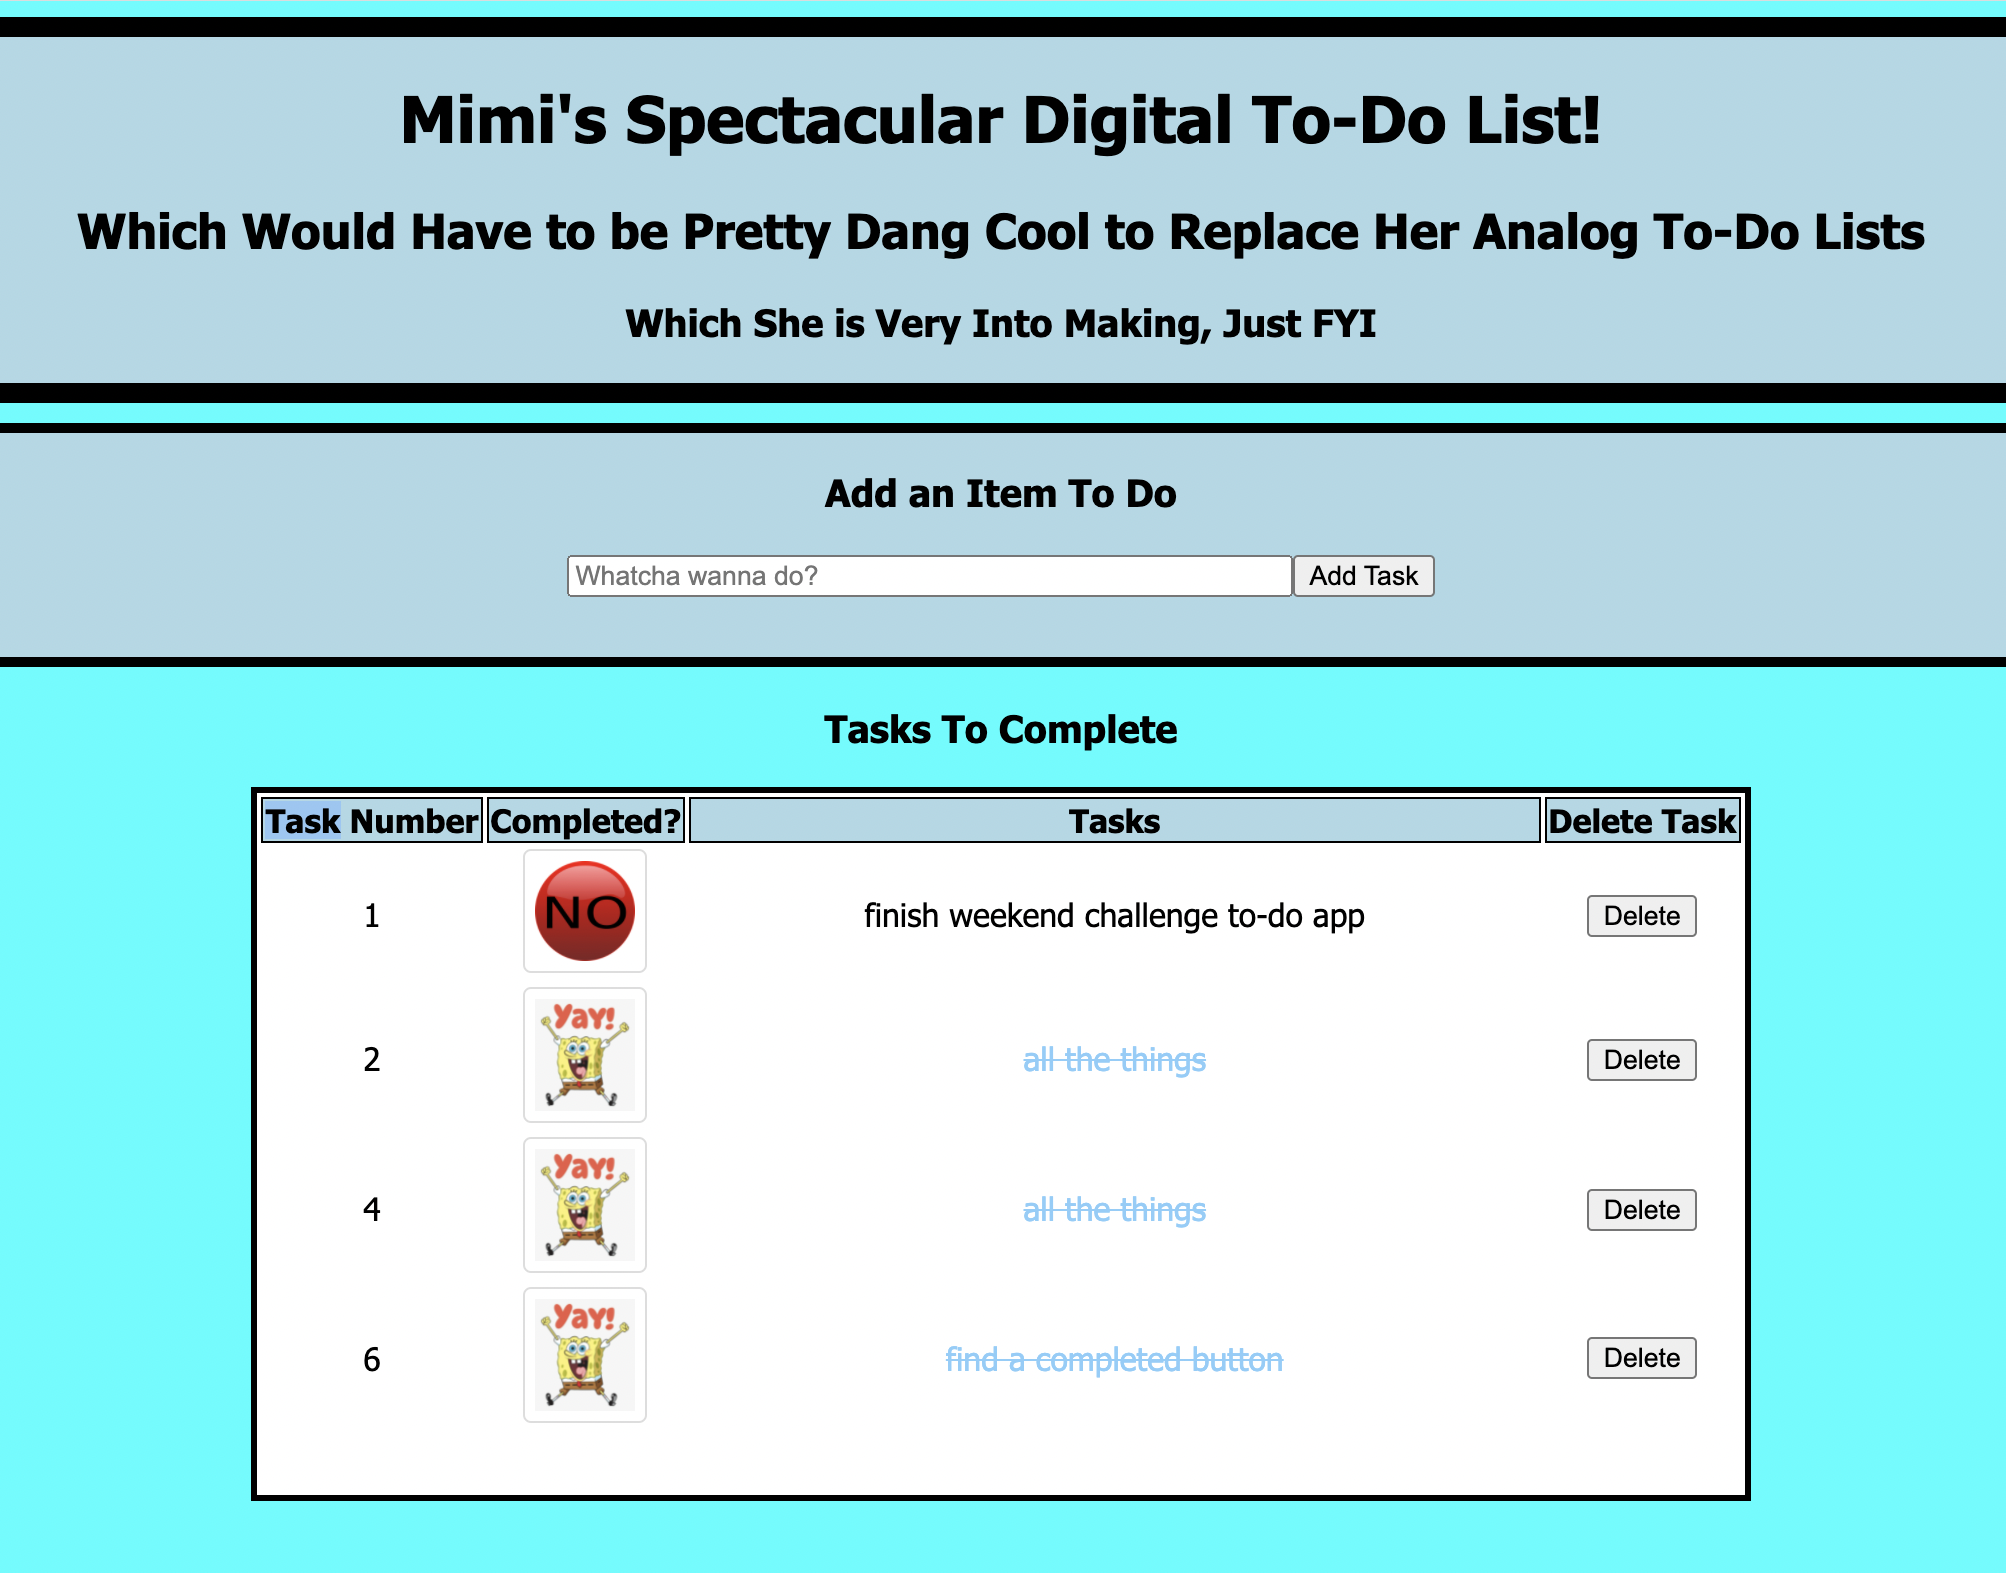 Mimi's Spectacular Digital To-Do List!
Which Would Have to be Pretty Dang Cool to Replace Her Analog To-Do Lists
Which She is Very Into Making, Just FYI
Add an Item To Do
Whatcha wanna do? Add Task
Tasks To Complete
Task Number Completed? Tasks Delete Task
1 NO finish weekend challenge to-do app Delete
2 Yay! all the things Delete
4 Yay! all the things Delete
6 Yay! find a completed button Delete